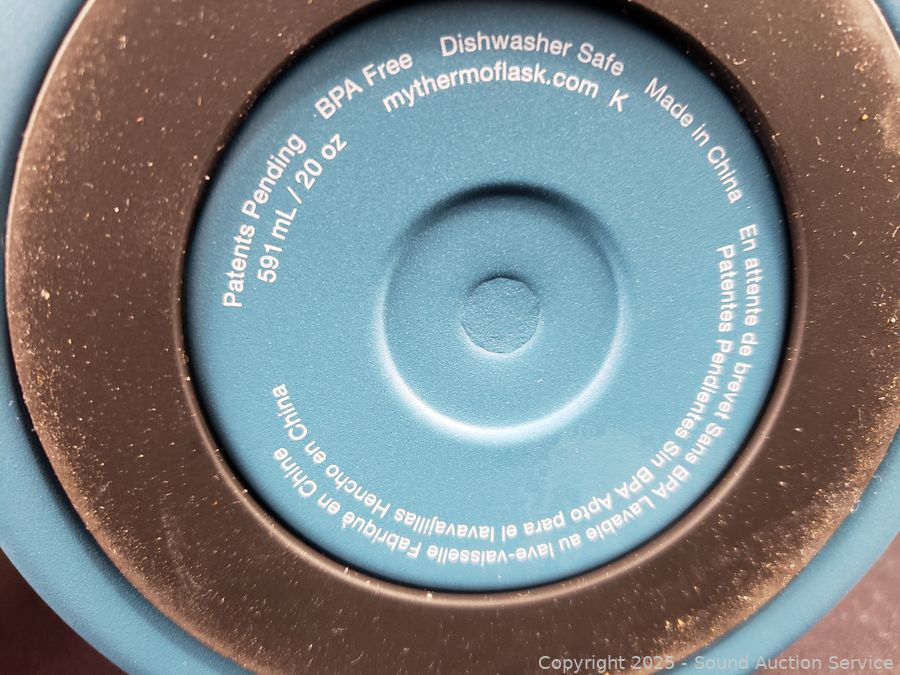 Patents Pending BPA Free Dishwasher Safe Made in China
591 mL / 20 oz mythermoflask.com K
En attente de brevet Sans BPA Lavable au lave-vaisselle Fabriqué en Chine
Patentes Pendientes Sin BPA Apto para el lavavajillas Hencho en China
Copyright 2025 - Sound Auction Service